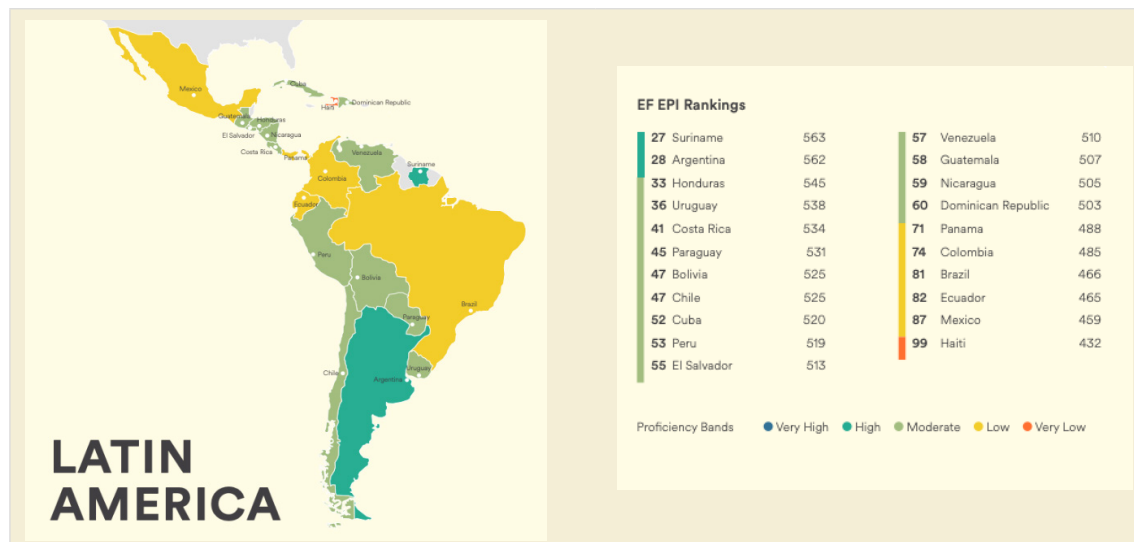 Mexico
Cuba
Haiti
Dominican Republic
Guatemala
Honduras
El Salvador
Nicaragua
Costa Rica
Panama
Venezuela
Suriname
Colombia
Ecuador
Peru
Bolivia
Brazil
Paraguay
Chile
Argentina
Uruguay
LATIN
AMERICA
EF EPI Rankings
27 Suriname 563
28 Argentina 562
33 Honduras 545
36 Uruguay 538
41 Costa Rica 534
45 Paraguay 531
47 Bolivia 525
47 Chile 525
52 Cuba 520
53 Peru 519
55 El Salvador 513
57 Venezuela 510
58 Guatemala 507
59 Nicaragua 505
60 Dominican Republic 503
71 Panama 488
74 Colombia 485
81 Brazil 466
82 Ecuador 465
87 Mexico 459
99 Haiti 432
Proficiency Bands Very High High Moderate Low Very Low